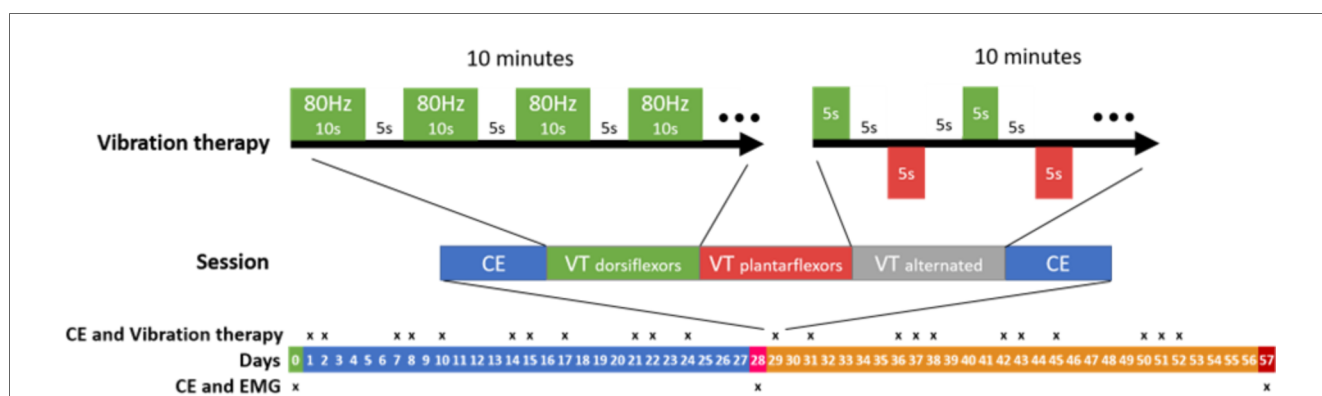 10 minutes 10 minutes
80Hz 80Hz 80Hz 80Hz 5s 5s
10s 5s 10s 5s 10s 5s 10s ••• 5s 5s 5s •••
Vibration therapy
5s 5s
Session CE VT dorsiflexors VT plantarflexors VT alternated CE
CE and Vibration therapy x x x x x x x x x x x x x x x x x x x x x x
Days 0 1 2 3 4 5 6 7 8 9 10 11 12 13 14 15 16 17 18 19 20 21 22 23 24 25 26 27 28 29 30 31 32 33 34 35 36 37 38 39 40 41 42 43 44 45 46 47 48 49 50 51 52 53 54 55 56 57
CE and EMG x x x